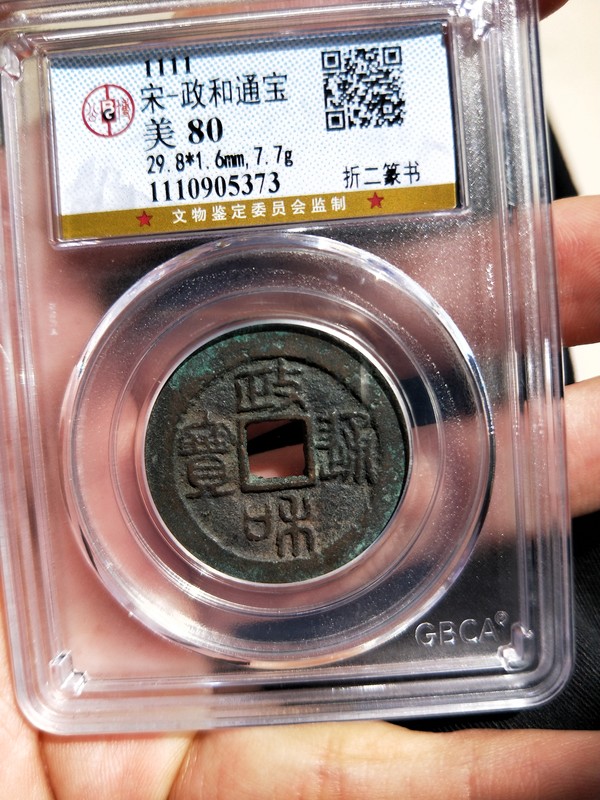 1111
宋-政和通宝
美 80
29.8*1.6mm,7.7g
折二篆书
1110905373
文物鉴定委员会监制
政
通
寳
和
GBCA